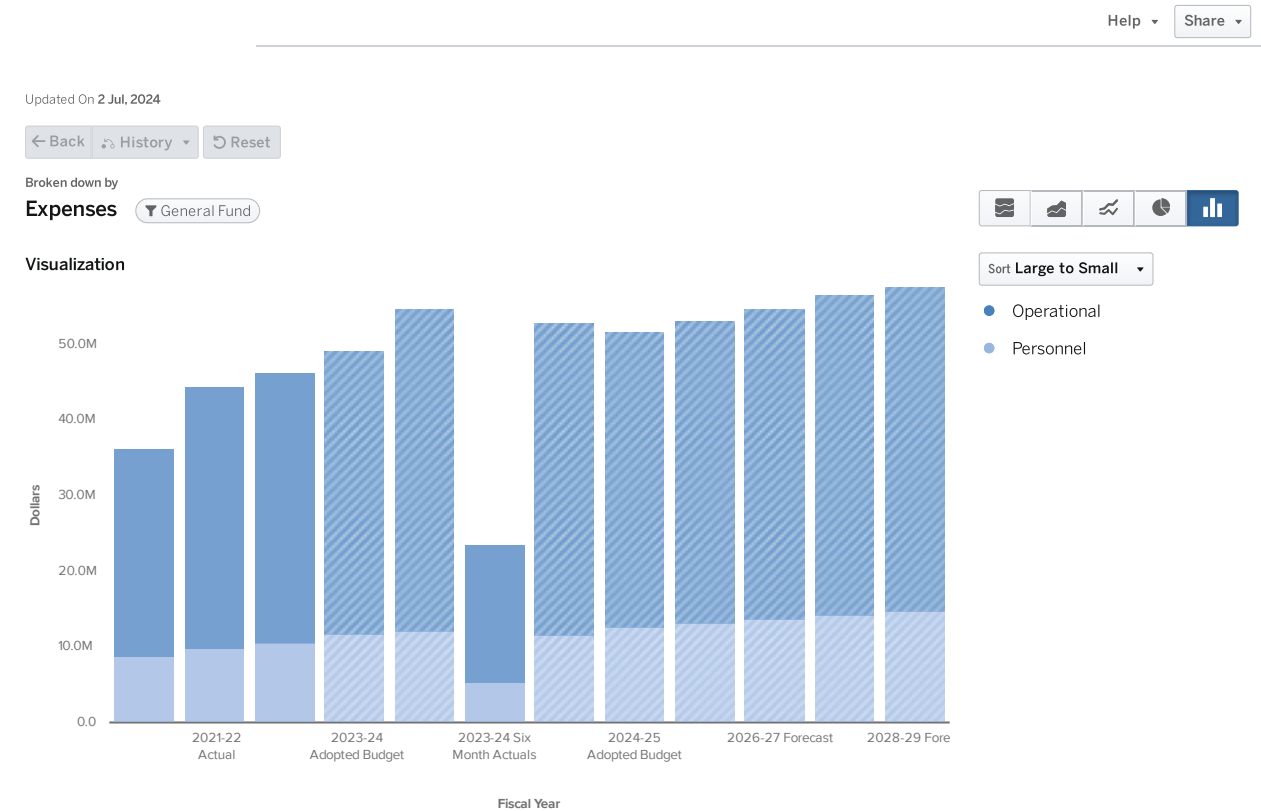 Help
Share
Updated On 2 Jul, 2024
Back
History
Reset
Broken down by
Expenses
General Fund
Visualization
Sort Large to Small
Operational
Personnel
50.0M
40.0M
30.0M
20.0M
10.0M
0.0
Dollars
2021-22
Actual
2023-24
Adopted Budget
2023-24 Six
Month Actuals
2024-25
Adopted Budget
2026-27 Forecast
2028-29 Fore
Fiscal Year